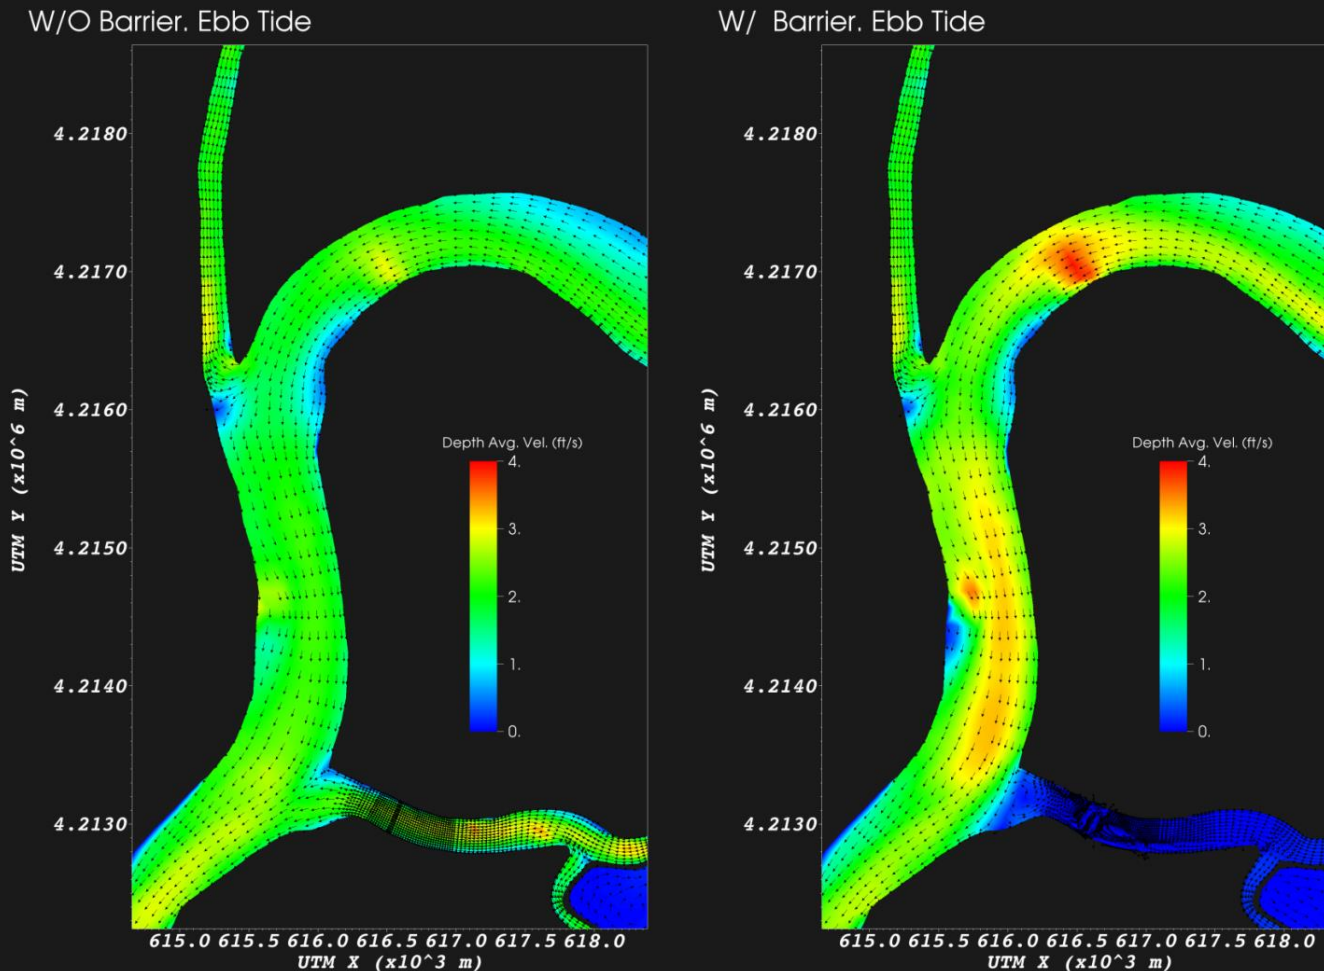 W/O Barrier. Ebb Tide
4.2180
4.2170
4.2160
4.2150
4.2140
4.2130
UTM Y (x10^6 m)
Depth Avg. Vel. (ft/s)
4.
3.
2.
1.
0.
615.0 615.5 616.0 616.5 617.0 617.5 618.0
UTM X (x10^3 m)
W/ Barrier. Ebb Tide
4.2180
4.2170
4.2160
4.2150
4.2140
4.2130
UTM Y (x10^6 m)
Depth Avg. Vel. (ft/s)
4.
3.
2.
1.
0.
615.0 615.5 616.0 616.5 617.0 617.5 618.0
UTM X (x10^3 m)